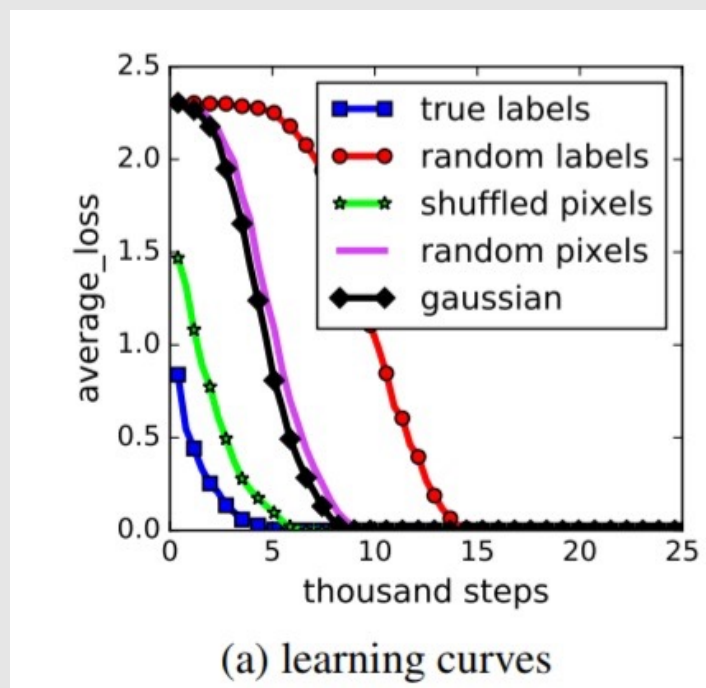 2.5
2.0
1.5
1.0
0.5
0.0
average_loss
true labels
random labels
shuffled pixels
random pixels
gaussian
0 5 10 15 20 25
thousand steps
(a) learning curves